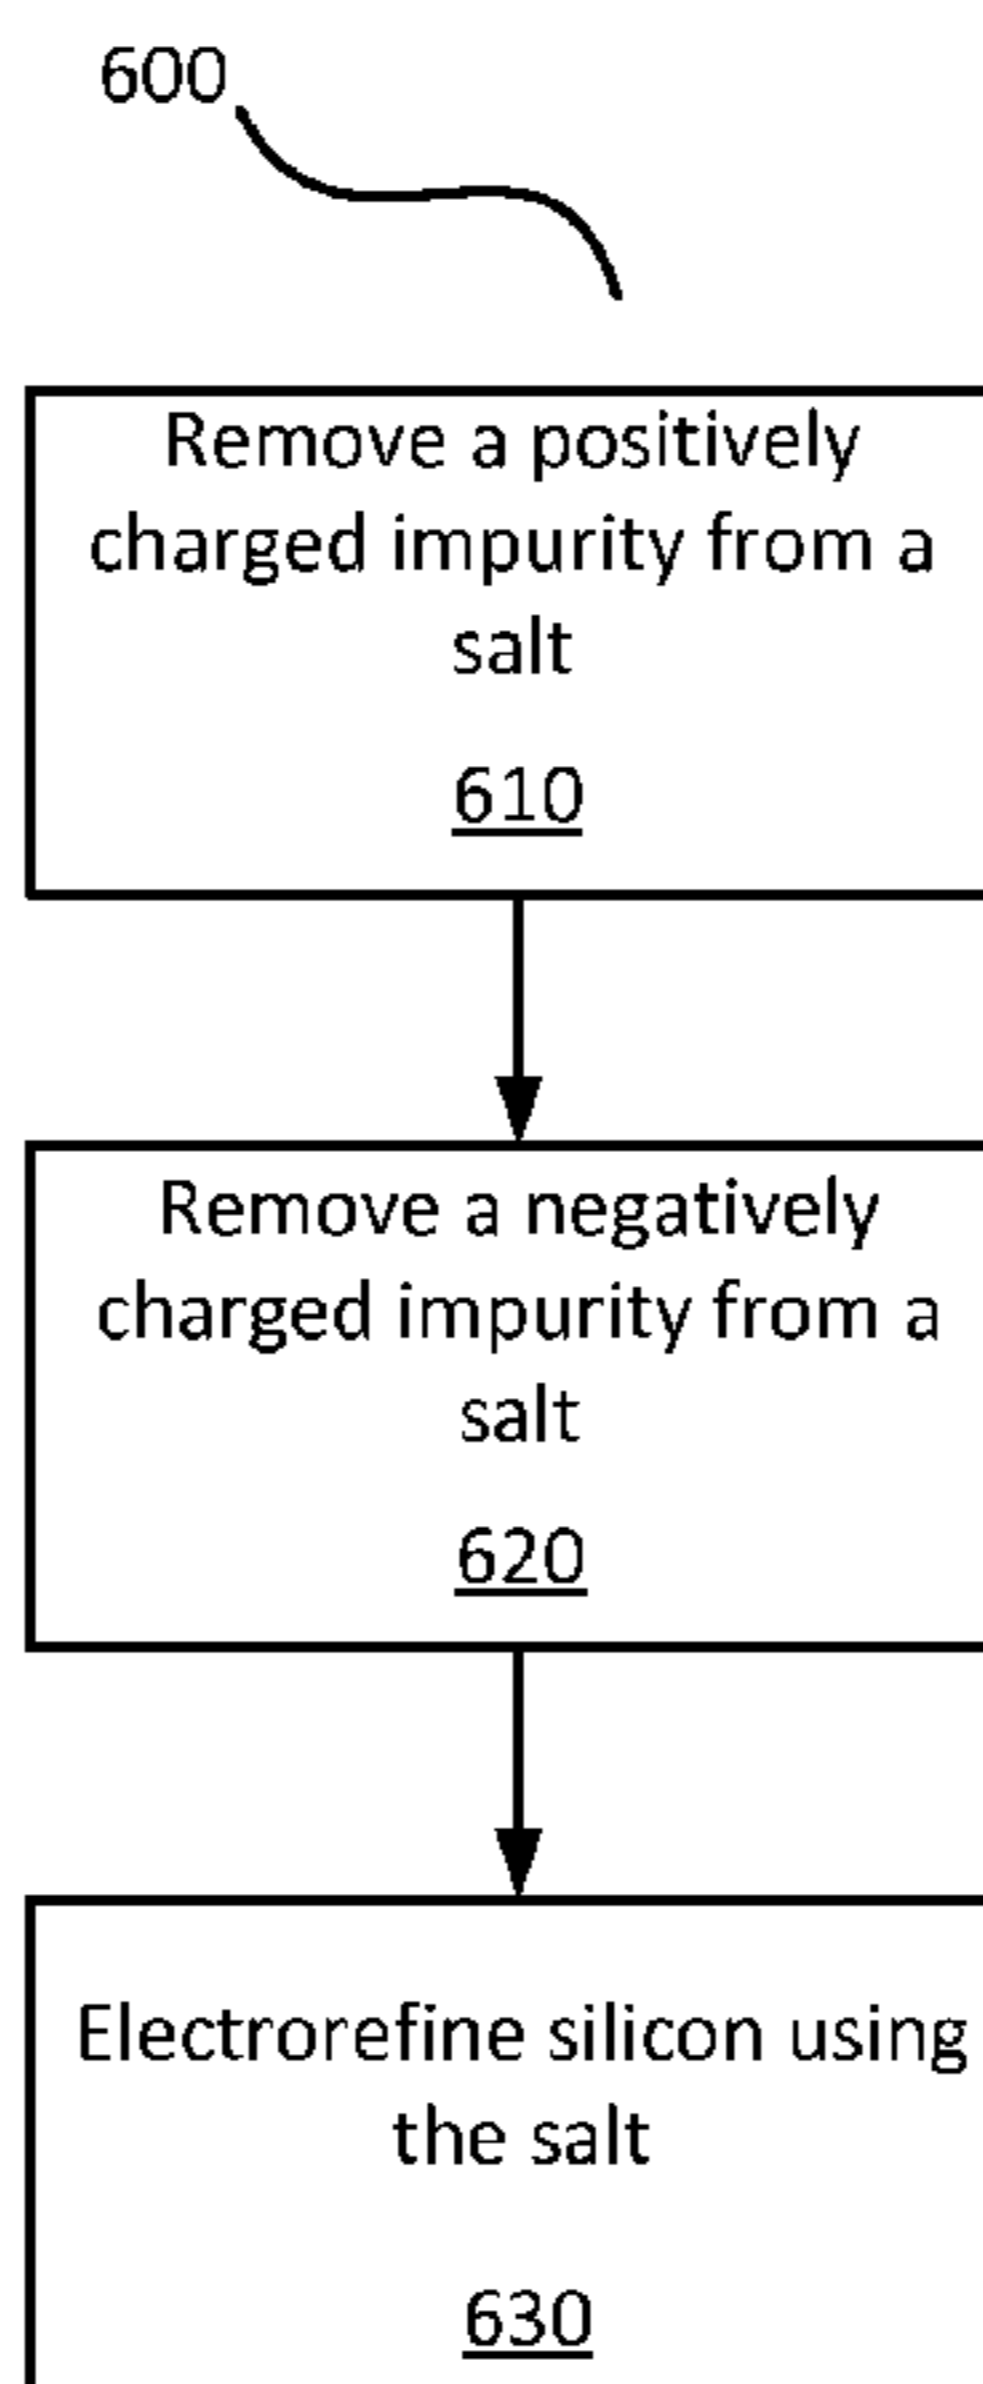 600
Remove a positively
charged impurity from a
salt
610
Remove a negatively
charged impurity from a
salt
620
Electrorefine silicon using
the salt
630